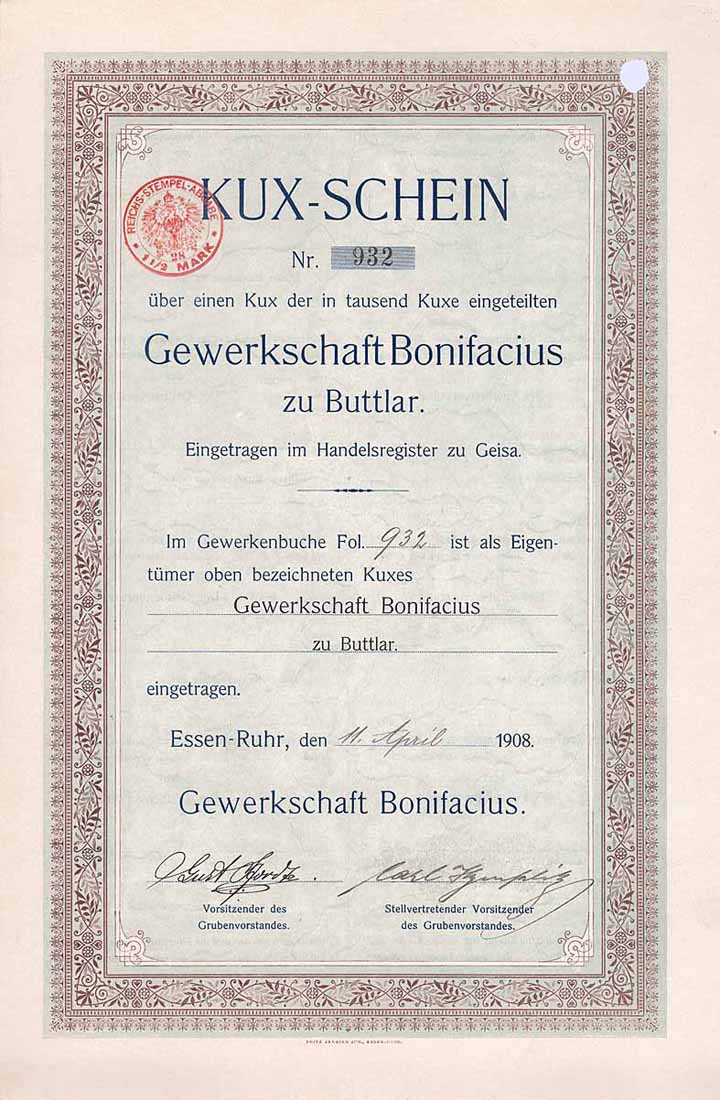 KUX-SCHEIN
REICHS-STEMPEL-ABGABE
28
1 1/2 MARK
Nr. 932
über einen Kux der in tausend Kuxe eingeteilten
Gewerkschaft Bonifacius
zu Buttlar.
Eingetragen im Handelsregister zu Geisa.
Im Gewerkenbuche Fol. 932 ist als Eigen-
tümer oben bezeichneten Kuxes
Gewerkschaft Bonifacius
zu Buttlar.
eingetragen.
Essen-Ruhr, den 11. April 1908.
Gewerkschaft Bonifacius.
Gust. Carl
Vorsitzender des Stellvertretender Vorsitzender
Grubenvorstandes. des Grubenvorstandes.